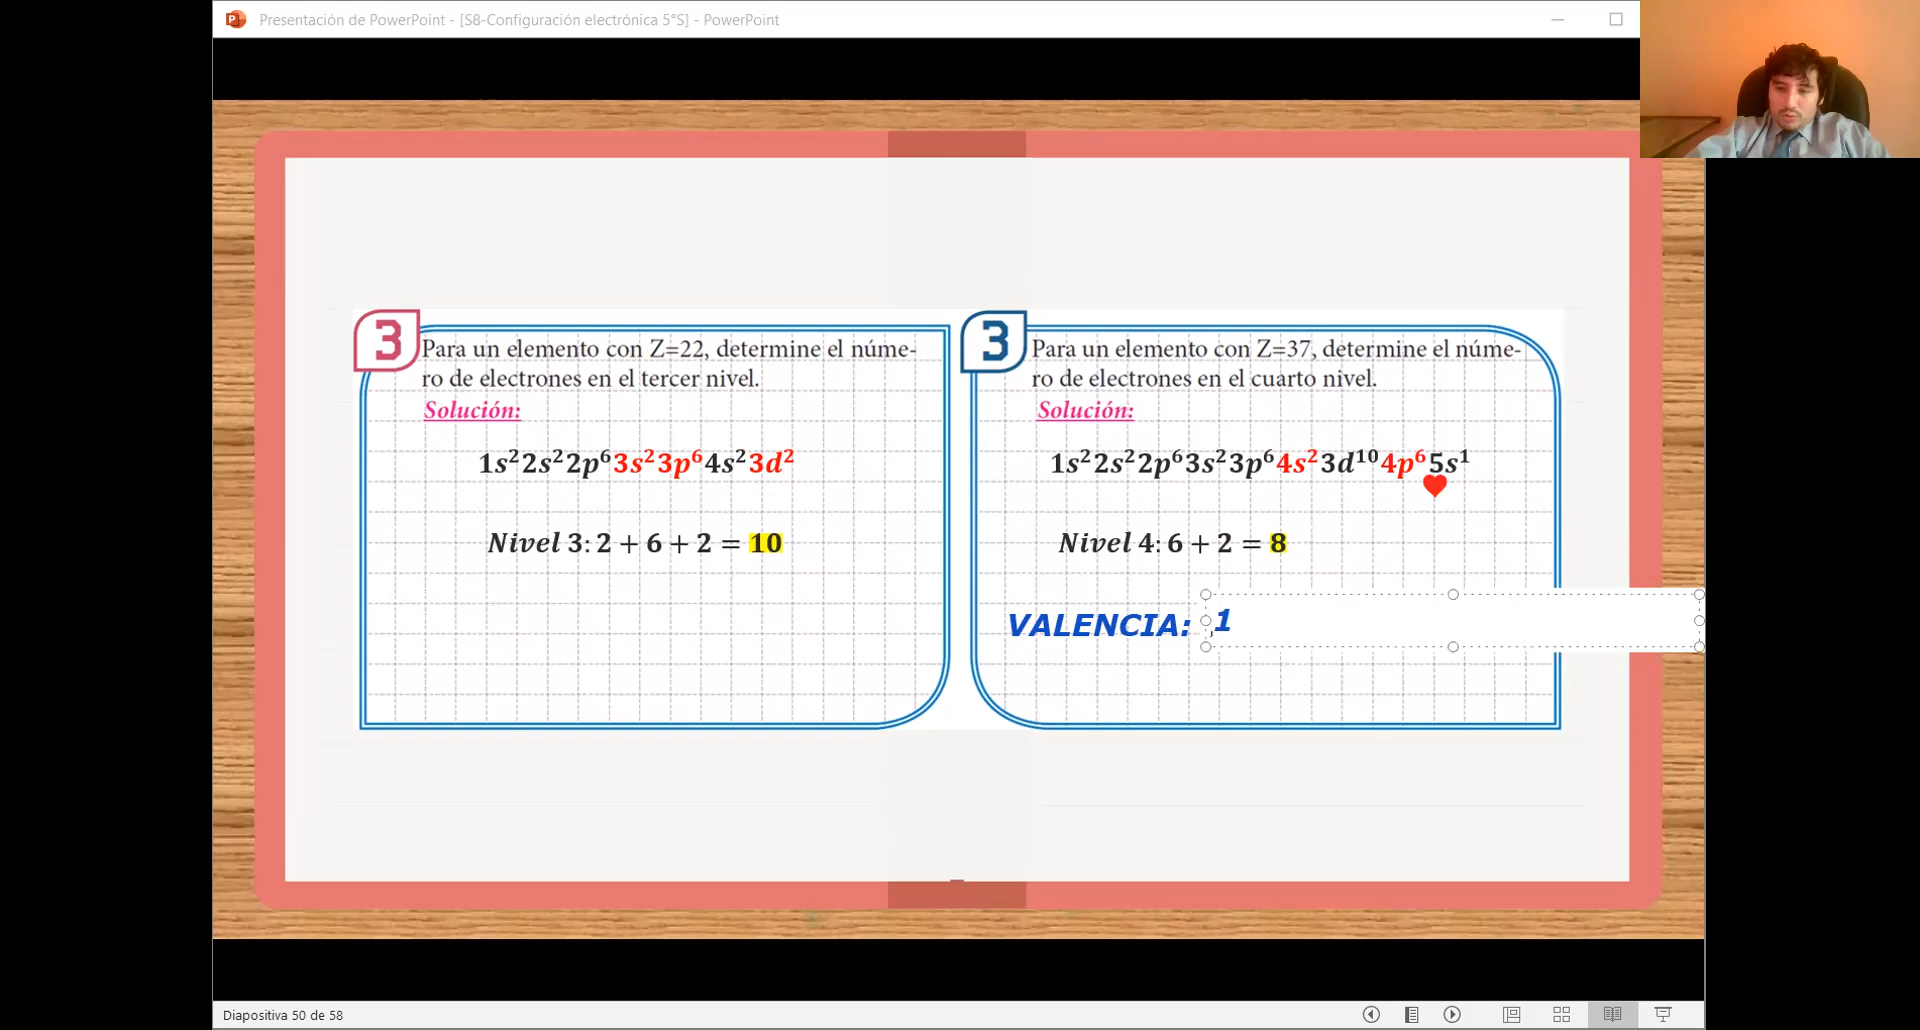 Presentación de PowerPoint - [S8-Configuración electrónica 5°S] - PowerPoint
3
Para un elemento con Z=22, determine el núme-
ro de electrones en el tercer nivel.
Solución:
1s²2s²2p⁶3s²3p⁶4s²3d²
Nivel 3: 2 + 6 + 2 = 10
3
Para un elemento con Z=37, determine el núme-
ro de electrones en el cuarto nivel.
Solución:
1s²2s²2p⁶3s²3p⁶4s²3d¹⁰4p⁶5s¹
Nivel 4: 6 + 2 = 8
VALENCIA: 1
Diapositiva 50 de 58